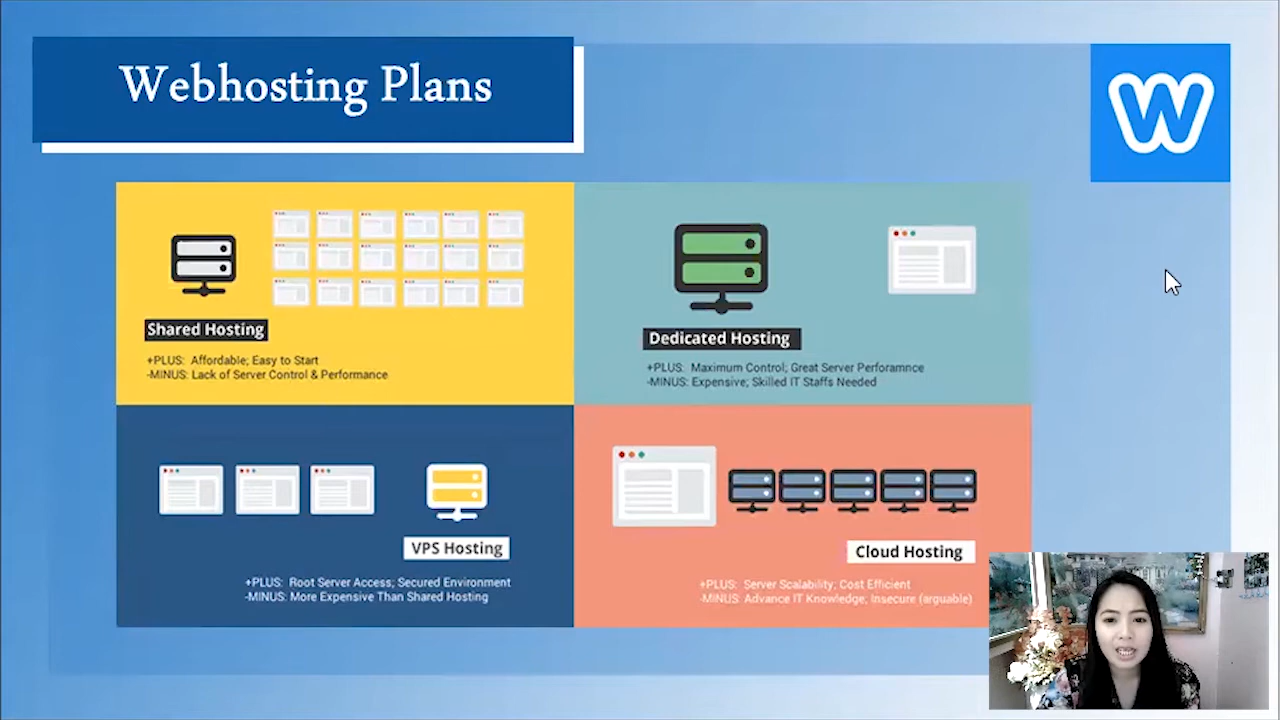 Webhosting Plans
W
Shared Hosting
+PLUS: Affordable; Easy to Start
-MINUS: Lack of Server Control & Performance
Dedicated Hosting
+PLUS: Maximum Control; Great Server Perforamnce
-MINUS: Expensive; Skilled IT Staffs Needed
VPS Hosting
+PLUS: Root Server Access; Secured Environment
-MINUS: More Expensive Than Shared Hosting
Cloud Hosting
+PLUS: Server Scalability; Cost Efficient
-MINUS: Advance IT Knowledge; Insecure (arguable)